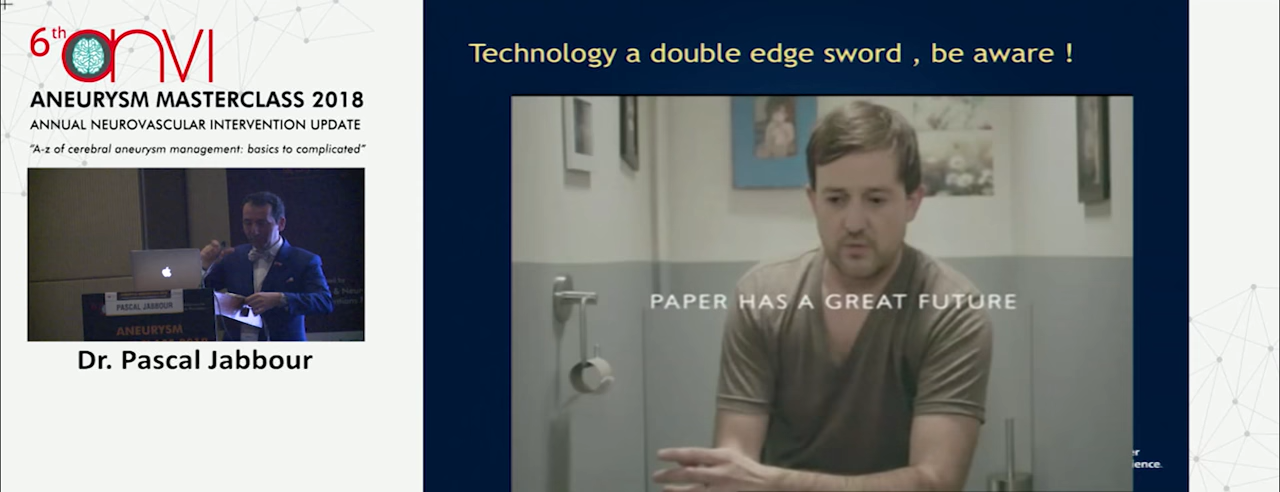 6th anvi
ANEURYSM MASTERCLASS 2018
ANNUAL NEUROVASCULAR INTERVENTION UPDATE
"A-z of cerebral aneurysm management: basics to complicated"
PASCAL JABBOUR
ANEURYSM
Dr. Pascal Jabbour
Technology a double edge sword , be aware !
PAPER HAS A GREAT FUTURE